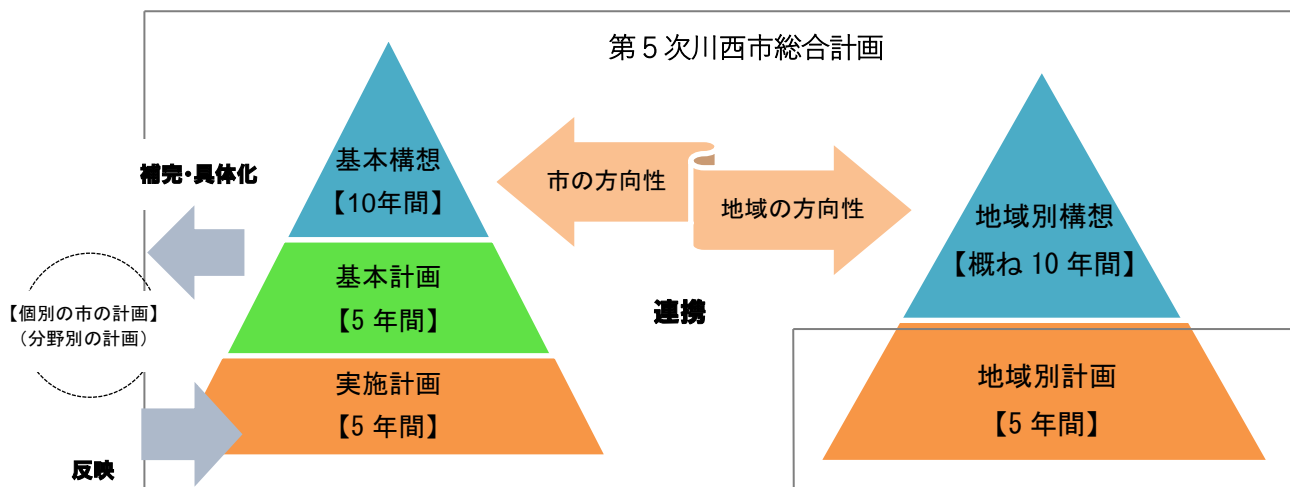 第５次川西市総合計画
基本構想
【10年間】
補完・具体化
市の方向性
地域の方向性
地域別構想
【概ね 10 年間】
基本計画
【5 年間】
【個別の市の計画】
（分野別の計画）
連携
実施計画
【5 年間】
地域別計画
【5 年間】
反映